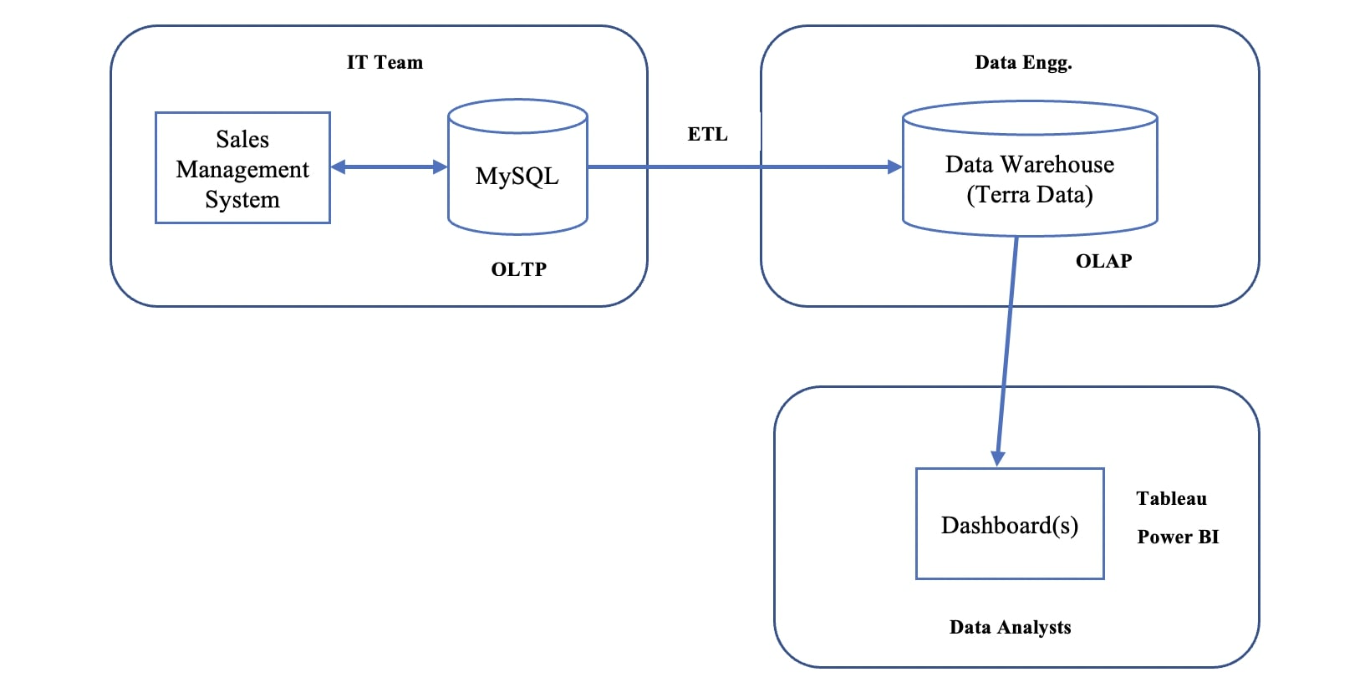 IT Team
Sales
Management
System
MySQL
OLTP
ETL
Data Engg.
Data Warehouse
(Terra Data)
OLAP
Dashboard(s)
Tableau
Power BI
Data Analysts